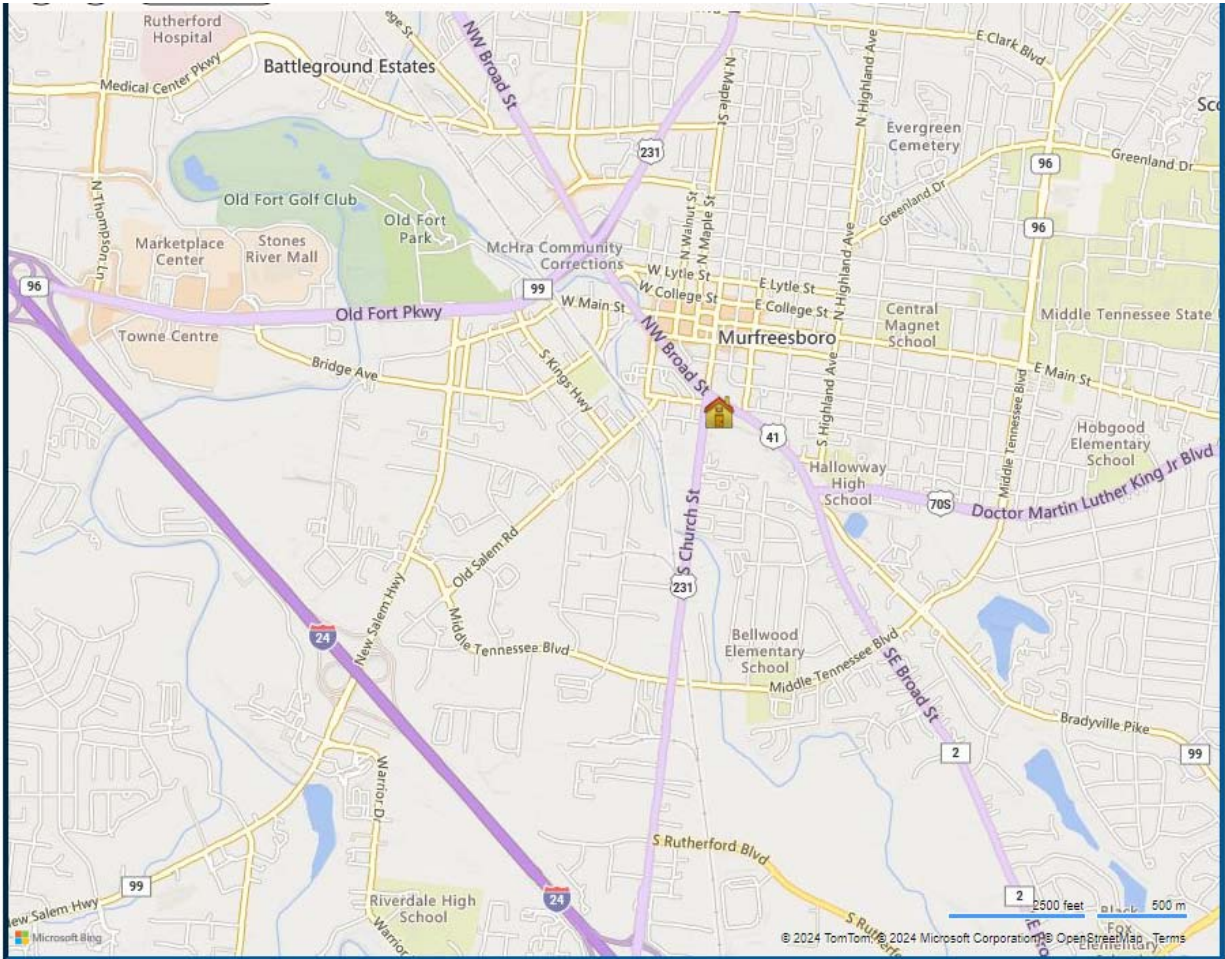 Rutherford
Hospital
Battleground Estates
Medical Center Pkwy
NW Broad St
N Maple St
N Highland Ave
E Clark Blvd
Evergreen
Cemetery
231
96
Greenland Dr
Greenland Dr
96
N Thompson Ln
Old Fort Golf Club
Old Fort
Park
Marketplace
Center
Stones
River Mall
McHra Community
Corrections
N Walnut St
N Maple St
N Highland Ave
96
99
W Lytle St
E Lytle St
W College St
E College St
W Main St
Central
Magnet
School
Middle Tennessee State
Old Fort Pkwy
Towne Centre
NW Broad St
Murfreesboro
Bridge Ave
S Kings Hwy
E Main St
S Highland Ave
Middle Tennessee Blvd
41
Hobgood
Elementary
School
Hallowway
High
School
70S
Doctor Martin Luther King Jr Blvd
S Church St
Old Salem Rd
231
24
New Salem Hwy
Middle Tennessee Blvd
Bellwood
Elementary
School
Middle Tennessee Blvd
SE Broad St
Bradyville Pike
2
99
Warrior Dr
S Rutherford Blvd
99
24
2
Riverdale High
School
2500 feet
500 m
Black
Fox
Elementary
Warrior
Microsoft Bing
© 2024 TomTom, © 2024 Microsoft Corporation, © OpenStreetMap Terms